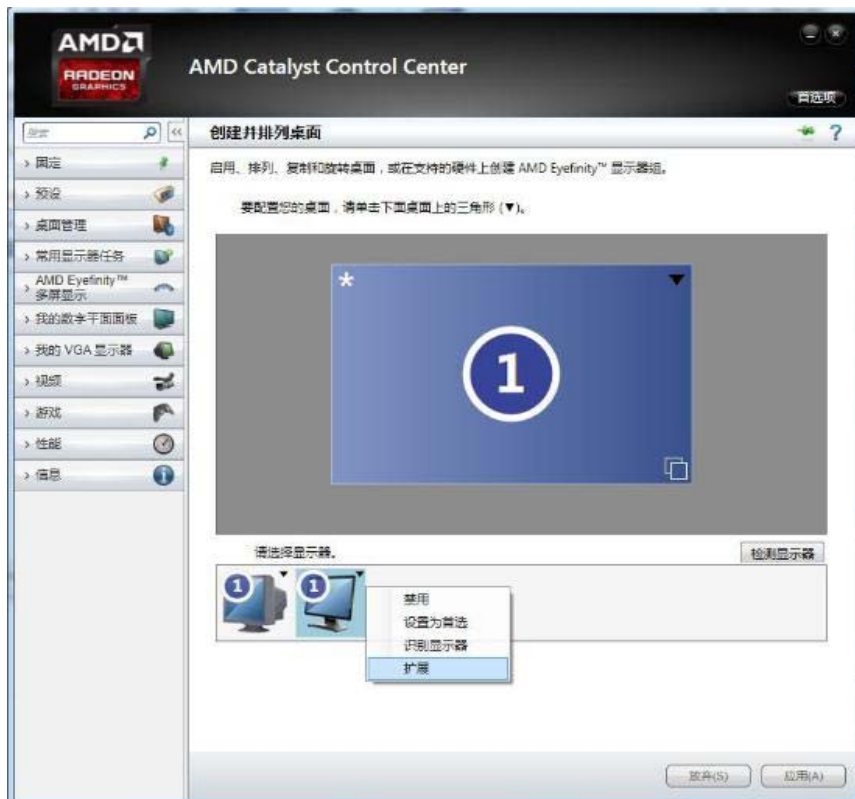 AMD
RADEON
GRAPHICS
AMD Catalyst Control Center
首选项
搜索
创建并排列桌面
?
启用、排列、复制和旋转桌面，或在支持的硬件上创建 AMD Eyefinity™ 显示器组。
要配置您的桌面，请单击下面桌面上的三角形 (▼)。
固定
预设
桌面管理
常用显示器任务
AMD Eyefinity™
多屏显示
我的数字平面面板
我的 VGA 显示器
视频
游戏
性能
信息
*
1
请选择显示器。
检测显示器
1
1
禁用
设置为首选
识别显示器
扩展
放弃(S)
应用(A)